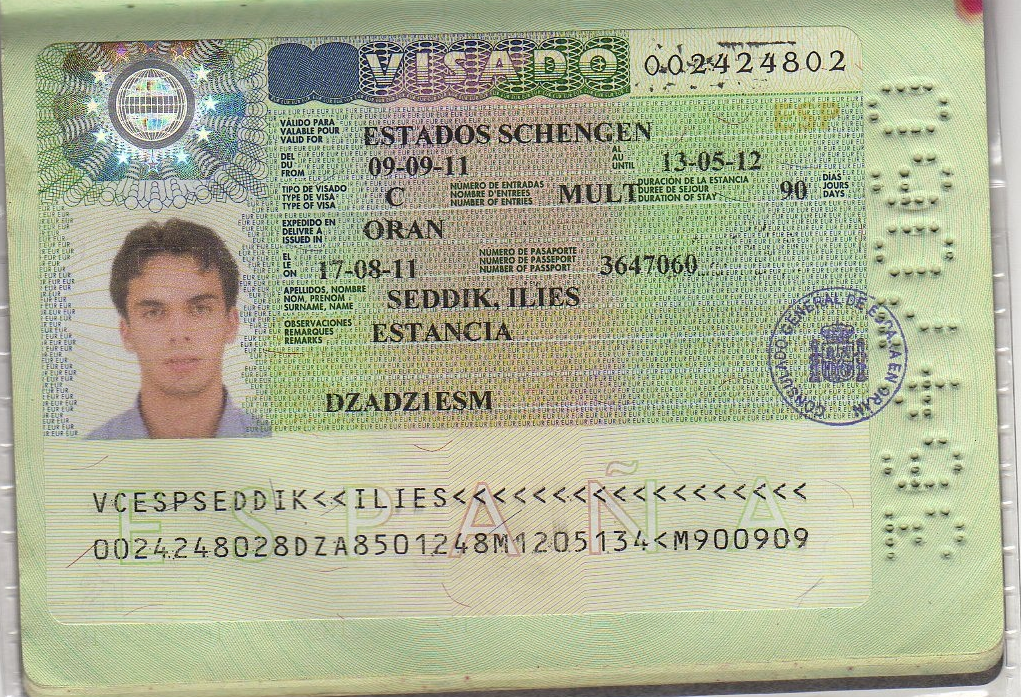 VISADO 002424802
ESP
VÁLIDO PARA
VALABLE POUR
VALID FOR
ESTADOS SCHENGEN
DEL
DU
FROM
09-09-11
AL
AU
UNTIL
13-05-12
TIPO DE VISADO
TYPE DE VISA
TYPE OF VISA
C
NÚMERO DE ENTRADAS
NOMBRE D'ENTREES
NUMBER OF ENTRIES
MULT
DURACIÓN DE LA ESTANCIA
DUREE DE SEJOUR
DURATION OF STAY
90
DIAS
JOURS
DAYS
EXPEDIDO EN
DELIVRE A
ISSUED IN
ORAN
EL
LE
ON
17-08-11
NÚMERO DE PASAPORTE
NUMÉRO DE PASSEPORT
NUMBER OF PASSPORT
3647060
APELLIDOS, NOMBRE
NOM, PRENOM
SURNAME, NAME
SEDDIK, ILIES
OBSERVACIONES
REMARQUES
REMARKS
ESTANCIA
DZADZ1ESM
CONSULADO GENERAL DE ESPAÑA EN ORAN
ESPAÑA
VCESPSEDDIK<<ILIES<<<<<<<<<<<<<<<<<<
0024248028DZA8501248M1205134<M900909
3647060